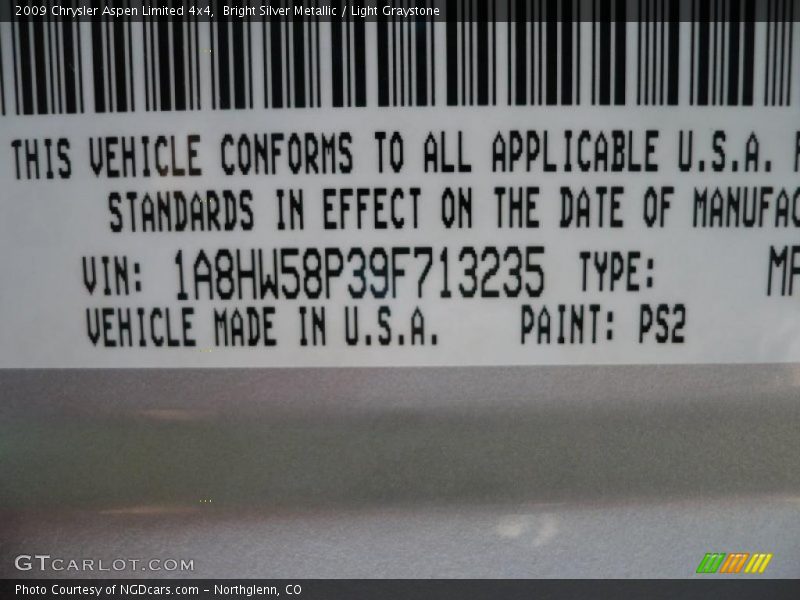 2009 Chrysler Aspen Limited 4x4, Bright Silver Metallic / Light Graystone
THIS VEHICLE CONFORMS TO ALL APPLICABLE U.S.A.
STANDARDS IN EFFECT ON THE DATE OF MANUFAC
VIN: 1A8HW58P39F713235 TYPE: MP
VEHICLE MADE IN U.S.A. PAINT: PS2
GTCARLOT.COM
Photo Courtesy of NGDcars.com - Northglenn, CO